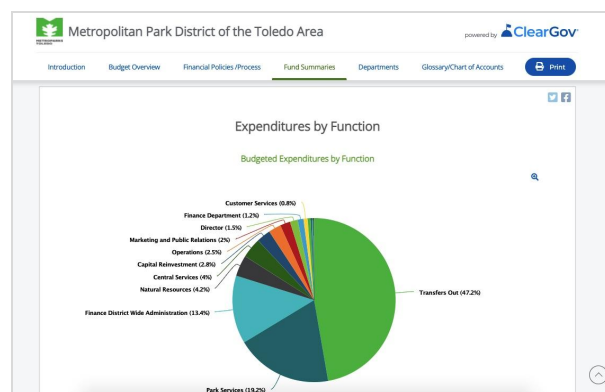 Metropolitan Park District of the Toledo Area
powered by ClearGov
METROPARKS
TOLEDO
Introduction Budget Overview Financial Policies /Process Fund Summaries Departments Glossary/Chart of Accounts Print
Expenditures by Function
Budgeted Expenditures by Function
Customer Services (0.8%)
Finance Department (1.2%)
Director (1.5%)
Marketing and Public Relations (2%)
Operations (2.5%)
Capital Reinvestment (2.8%)
Central Services (4%)
Natural Resources (4.2%)
Transfers Out (47.2%)
Finance District Wide Administration (13.4%)
Park Services (19.2%)